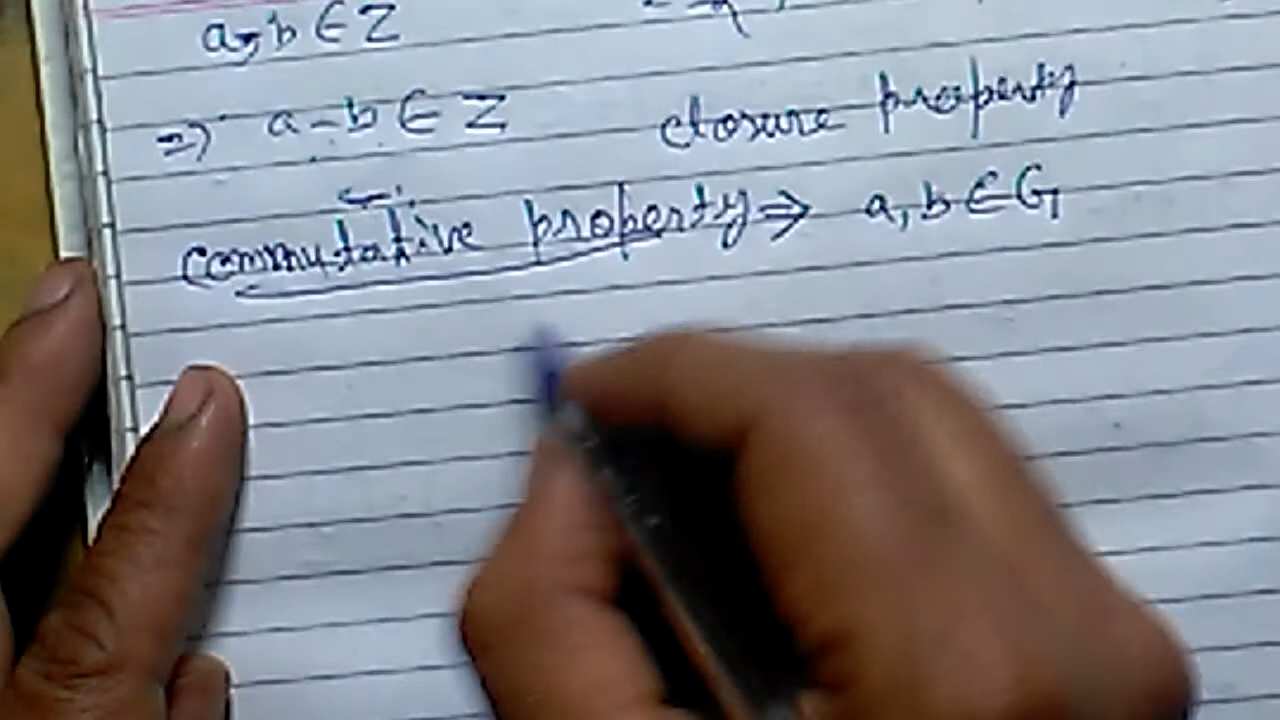 a, b ∈ Z
⇒ a - b ∈ Z closure property
commutative property ⇒ a, b ∈ G